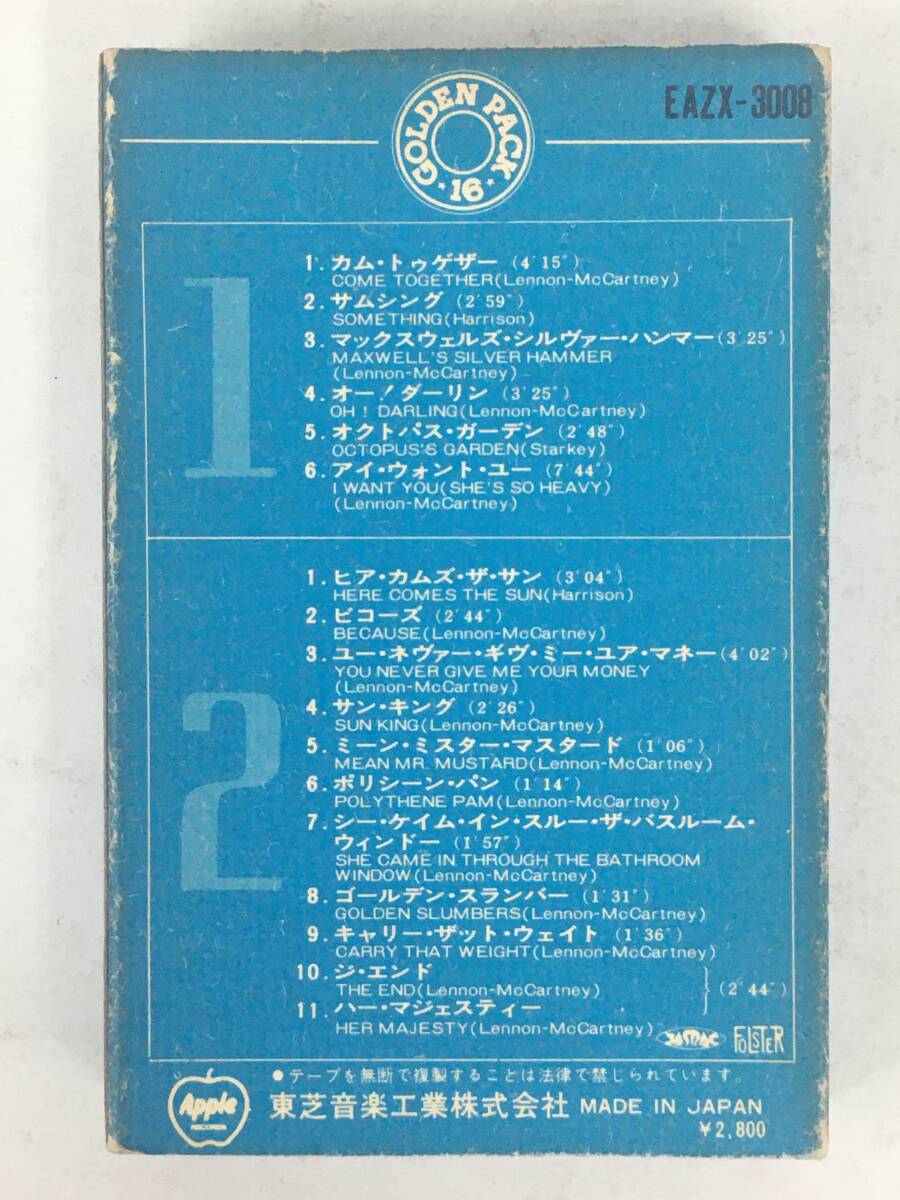 EAZX-3008
GOLDEN PACK
16
1
1. カム・トゥゲザー (4'15")
COME TOGETHER(Lennon-McCartney)
2. サムシング (2'59")
SOMETHING(Harrison)
3. マックスウェルズ・シルヴァー・ハンマー(3'25")
MAXWELL'S SILVER HAMMER
(Lennon-McCartney)
4. オー!ダーリン (3'25")
OH! DARLING(Lennon-McCartney)
5. オクトパス・ガーデン (2'48")
OCTOPUS'S GARDEN(Starkey)
6. アイ・ウォント・ユー (7'44")
I WANT YOU(SHE'S SO HEAVY)
(Lennon-McCartney)
2
1. ヒア・カムズ・ザ・サン (3'04")
HERE COMES THE SUN(Harrison)
2. ビコーズ (2'44")
BECAUSE(Lennon-McCartney)
3. ユー・ネヴァー・ギヴ・ミー・ユア・マネー(4'02")
YOU NEVER GIVE ME YOUR MONEY
(Lennon-McCartney)
4. サン・キング (2'26")
SUN KING(Lennon-McCartney)
5. ミーン・ミスター・マスタード (1'06")
MEAN MR. MUSTARD(Lennon-McCartney)
6. ポリシーン・パン (1'14")
POLYTHENE PAM(Lennon-McCartney)
7. シー・ケイム・イン・スルー・ザ・バスルーム・
ウィンドー (1'57")
SHE CAME IN THROUGH THE BATHROOM
WINDOW(Lennon-McCartney)
8. ゴールデン・スランバー (1'31")
GOLDEN SLUMBERS(Lennon-McCartney)
9. キャリー・ザット・ウェイト (1'36")
CARRY THAT WEIGHT(Lennon-McCartney)
10. ジ・エンド
THE END(Lennon-McCartney)
(2'44")
11. ハー・マジェスティー
HER MAJESTY(Lennon-McCartney)
JASRAC FOLSTER
●テープを無断で複製することは法律で禁じられています。
Apple
RECORDS
東芝音楽工業株式会社 MADE IN JAPAN
¥2,800